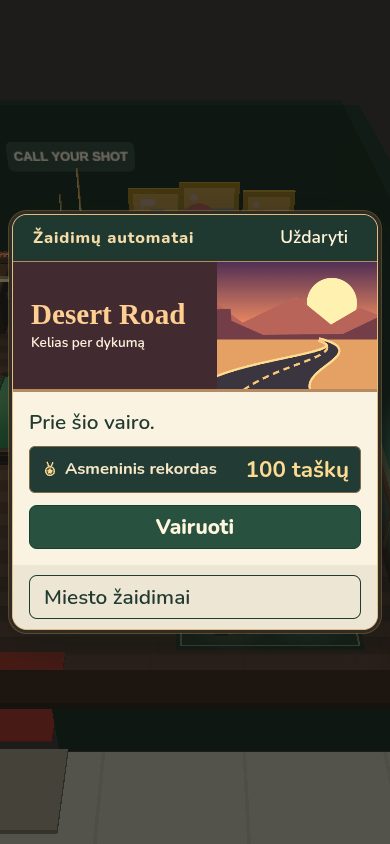 CALL YOUR SHOT
Žaidimų automatai
Uždaryti
Desert Road
Kelias per dykumą
Prie šio vairo.
Asmeninis rekordas
100 taškų
Vairuoti
Miesto žaidimai